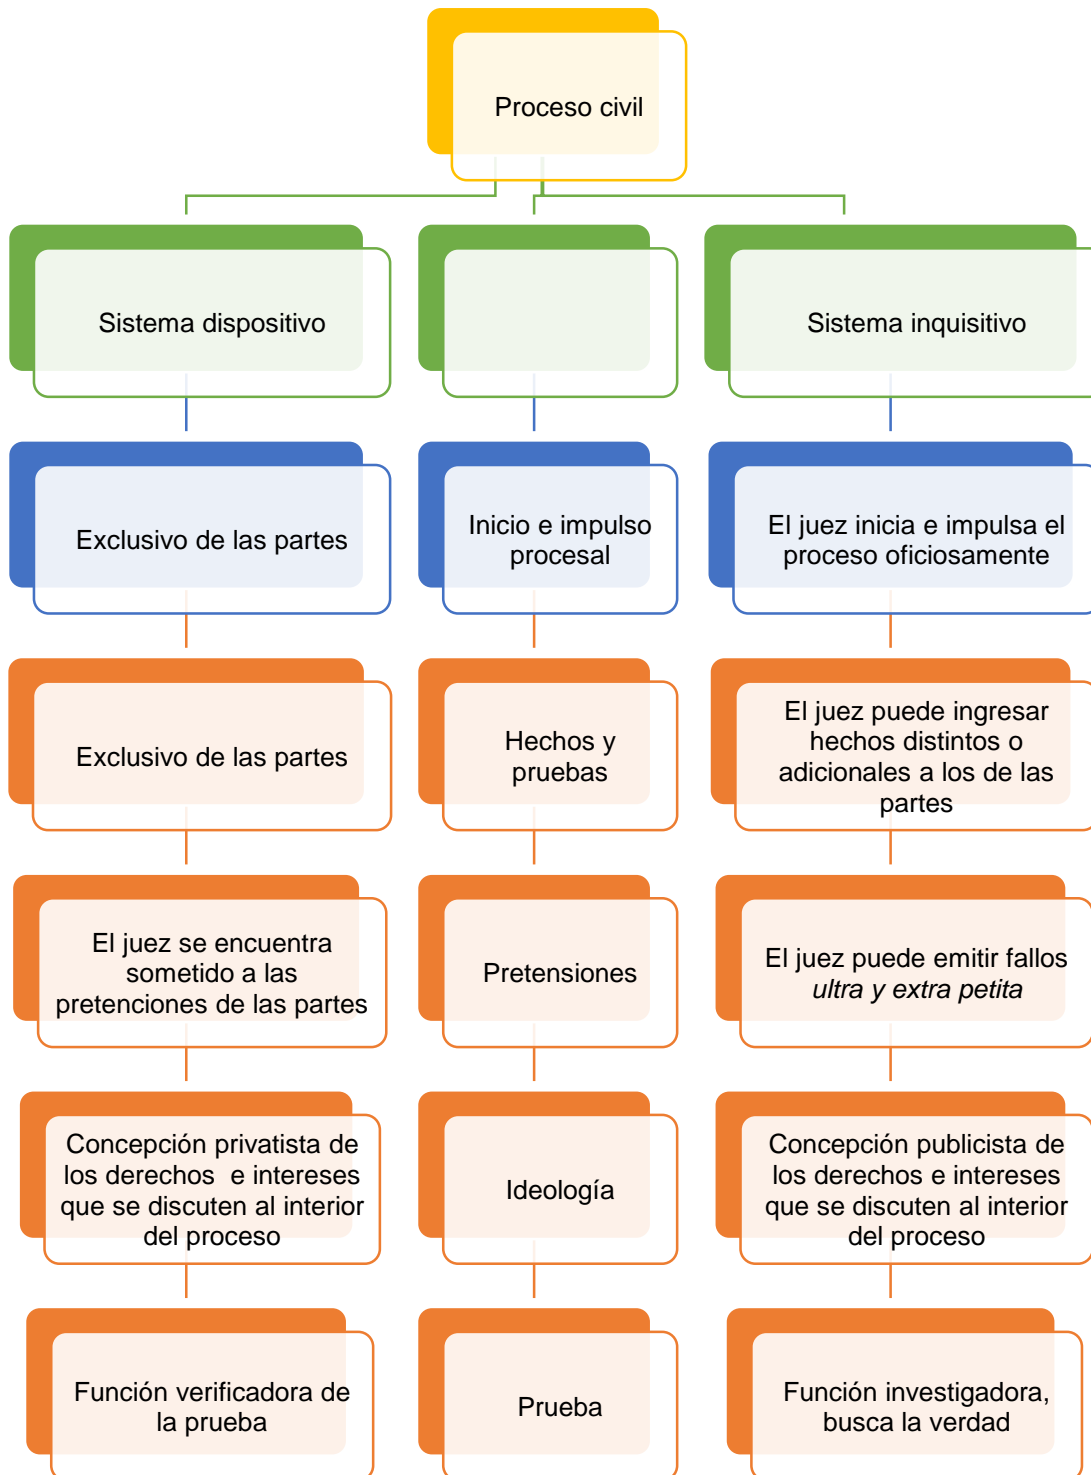 Proceso civil
Sistema dispositivo
Sistema inquisitivo
Exclusivo de las partes
Inicio e impulso
procesal
El juez inicia e impulsa el
proceso oficiosamente
Exclusivo de las partes
Hechos y
pruebas
El juez puede ingresar
hechos distintos o
adicionales a los de las
partes
El juez se encuentra
sometido a las
pretenciones de las partes
Pretensiones
El juez puede emitir fallos
ultra y extra petita
Concepción privatista de
los derechos e intereses
que se discuten al interior
del proceso
Ideología
Concepción publicista de
los derechos e intereses
que se discuten al interior
del proceso
Función verificadora de
la prueba
Prueba
Función investigadora,
busca la verdad